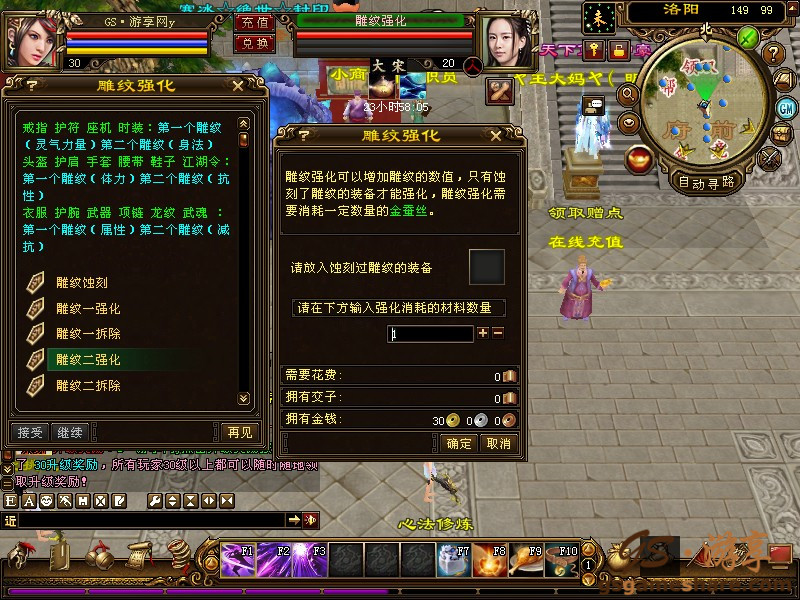 GS·游享网y
30
充值
兑换
雕纹强化
大宋
20
未
洛阳
149 99
北
自动寻路
GM
23小时58:05
领取赠点
在线充值
心法修炼
? 雕纹强化
戒指 护符 座机 时装：第一个雕纹
（灵气力量）第二个雕纹（身法）
头盔 护肩 手套 腰带 鞋子 江湖令：
第一个雕纹（体力）第二个雕纹（抗
性）
衣服 护腕 武器 项链 龙纹 武魂 ：
第一个雕纹（属性）第二个雕纹（减
抗）
雕纹蚀刻
雕纹一强化
雕纹一拆除
雕纹二强化
雕纹二拆除
接受 继续 再见
? 雕纹强化
雕纹强化可以增加雕纹的数值，只有蚀
刻了雕纹的装备才能强化，雕纹强化需
要消耗一定数量的金蚕丝。
请放入蚀刻过雕纹的装备
请在下方输入强化消耗的材料数量
1
需要花费： 0
拥有交子： 0
拥有金钱： 30 0 0
确定 取消
了 30升级奖励，所有玩家30级以上都可以随时随地领
取升级奖励！
近
F1 F2 F3 F7 F8 F9 F10
1
GS·游享